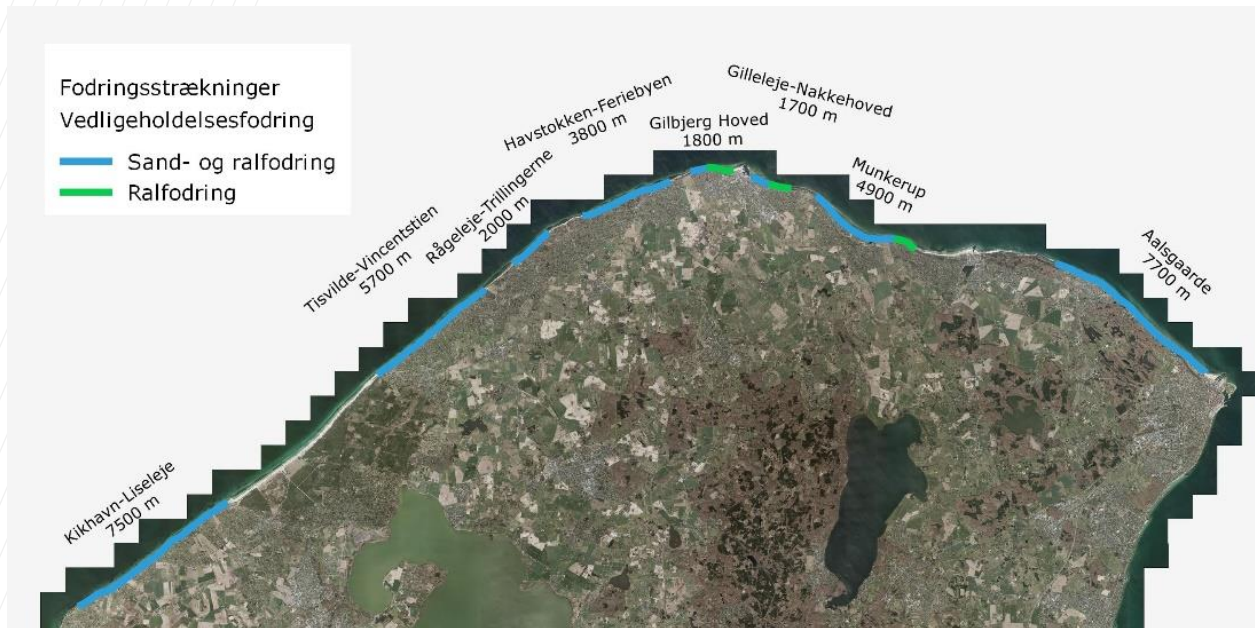 Fodringsstrækninger
Vedligeholdelsesfodring
Sand- og ralfodring
Ralfodring
Kikhavn-Liseleje
7500 m
Tisvilde-Vincentstien
5700 m
Rågeleje-Trillingerne
2000 m
Havstokken-Feriebyen
3800 m
Gilbjerg Hoved
1800 m
Gilleleje-Nakkehoved
1700 m
Munkerup
4900 m
Aalsgaarde
7700 m